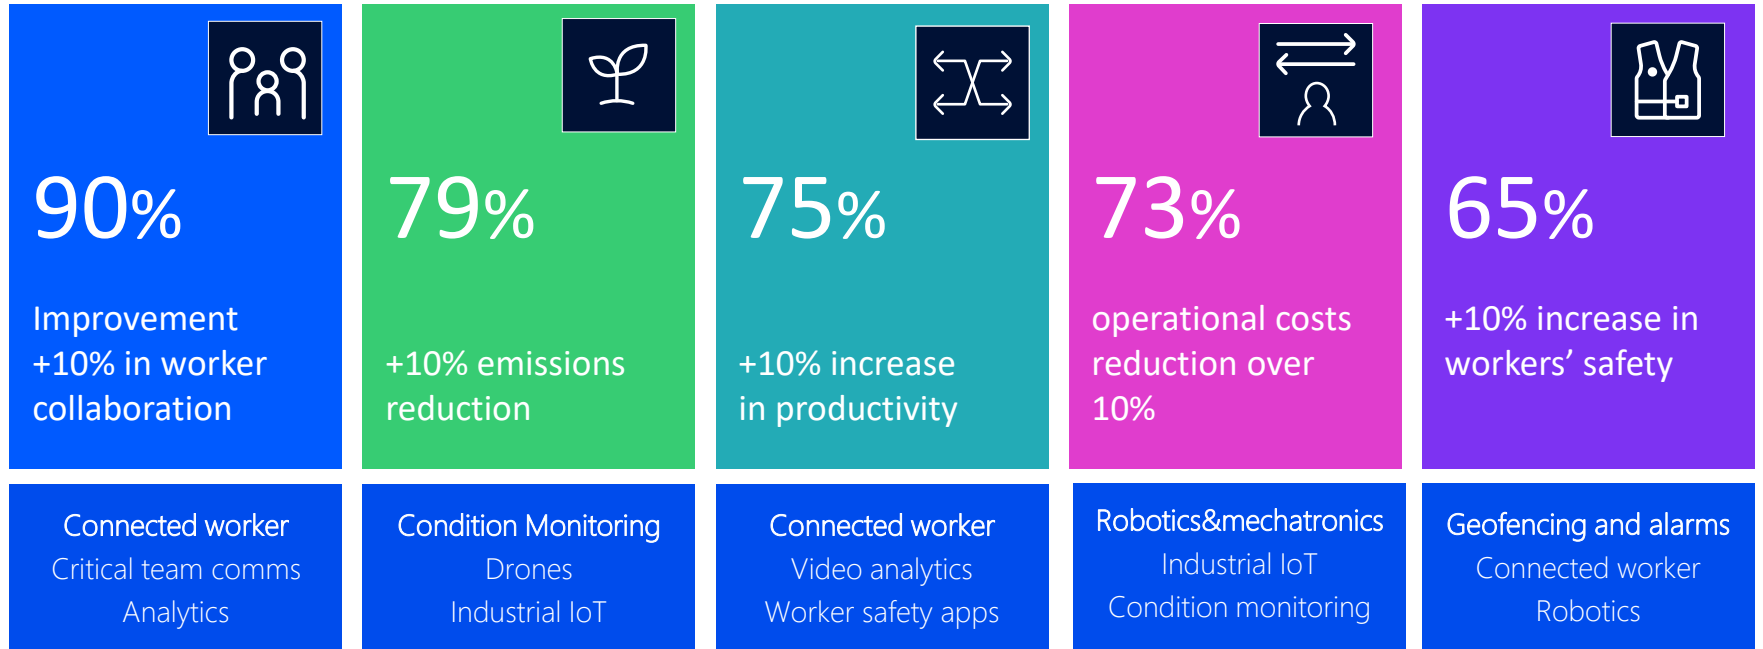 90%
Improvement
+10% in worker
collaboration
Connected worker
Critical team comms
Analytics
79%
+10% emissions
reduction
Condition Monitoring
Drones
Industrial IoT
75%
+10% increase
in productivity
Connected worker
Video analytics
Worker safety apps
73%
operational costs
reduction over
10%
Robotics&mechatronics
Industrial IoT
Condition monitoring
65%
+10% increase in
workers’ safety
Geofencing and alarms
Connected worker
Robotics